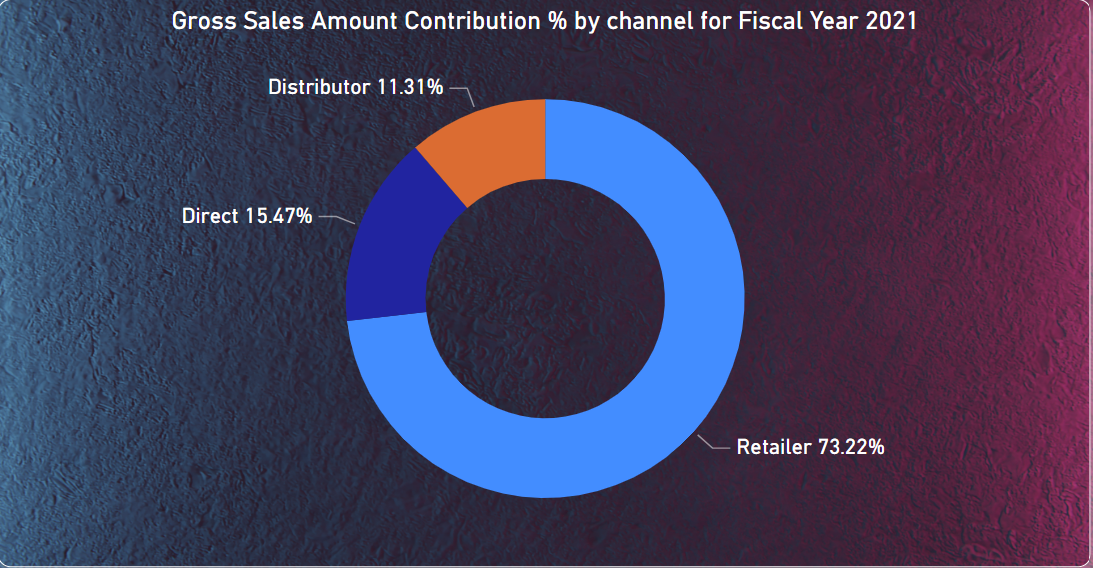 Gross Sales Amount Contribution % by channel for Fiscal Year 2021
Distributor 11.31%
Direct 15.47%
Retailer 73.22%